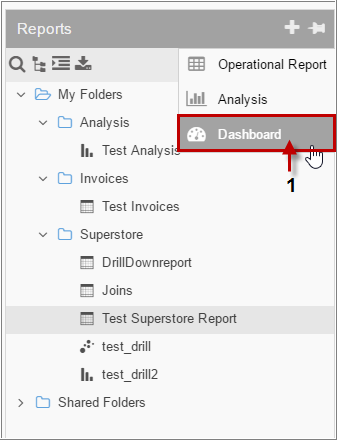 Reports
Operational Report
My Folders
Analysis
Analysis
Dashboard
Test Analysis
1
Invoices
Test Invoices
Superstore
DrillDownreport
Joins
Test Superstore Report
test_drill
test_drill2
Shared Folders